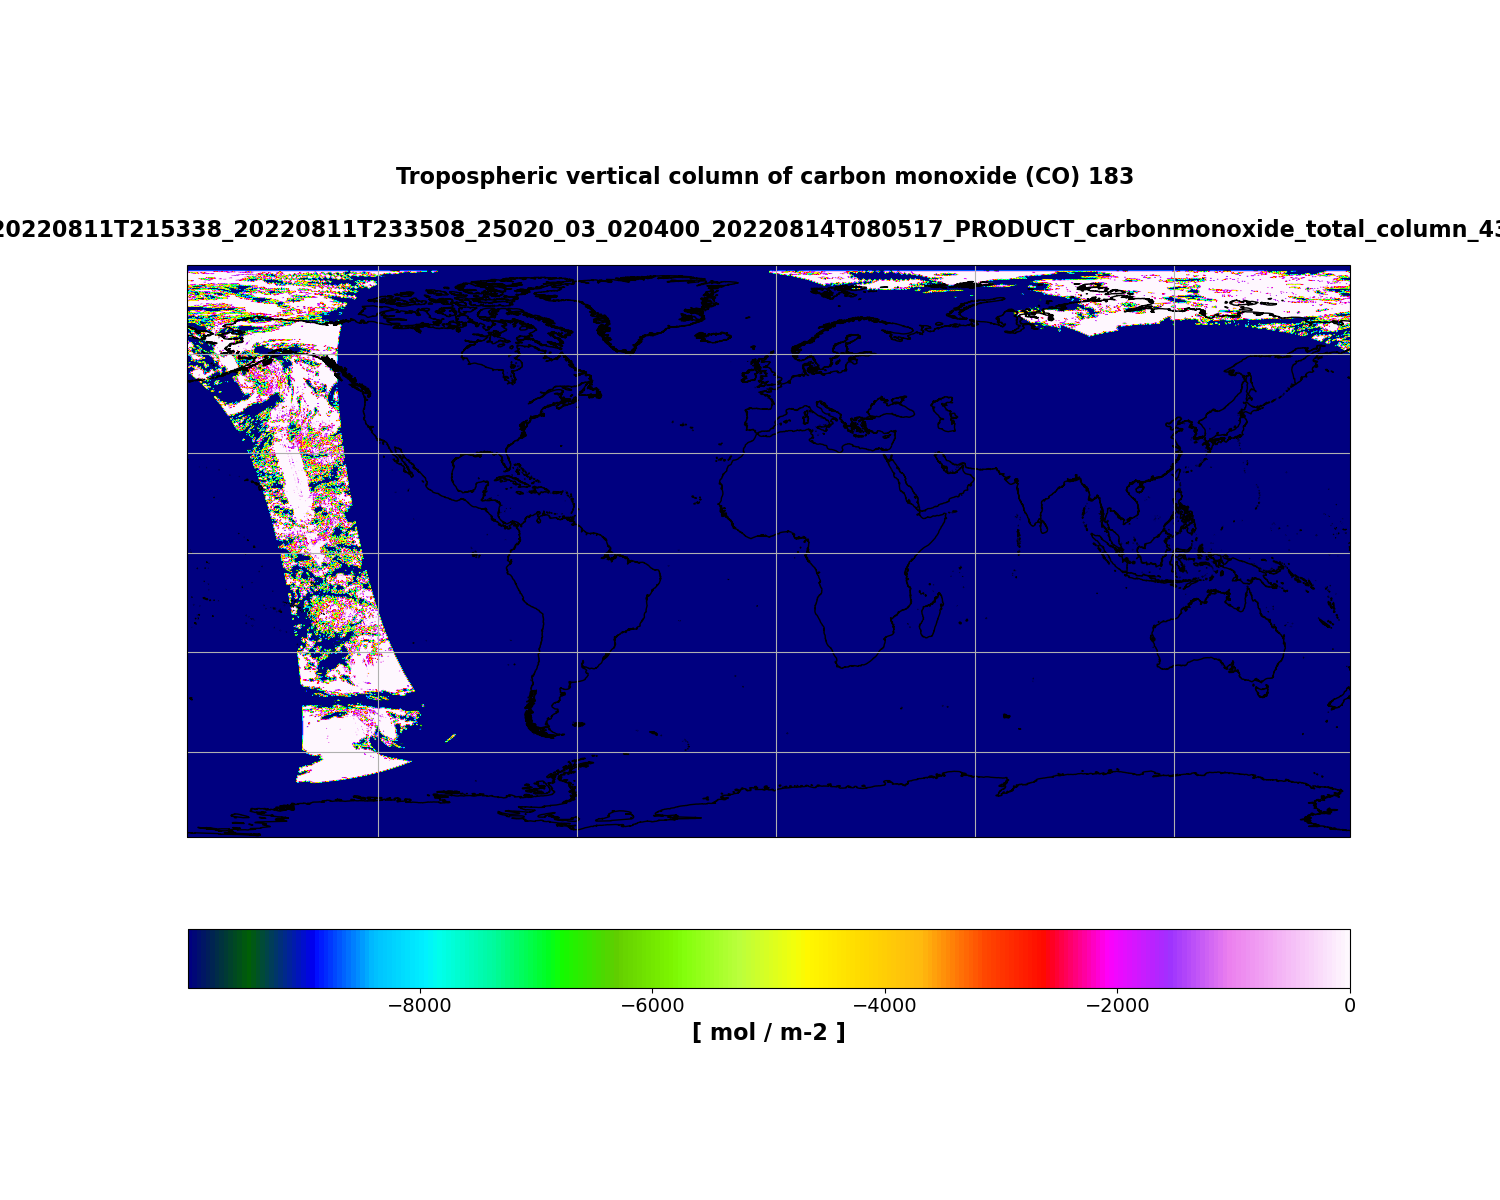 Tropospheric vertical column of carbon monoxide (CO) 183
20220811T215338_20220811T233508_25020_03_020400_20220814T080517_PRODUCT_carbonmonoxide_total_column_43
−8000 −6000 −4000 −2000 0
[ mol / m-2 ]